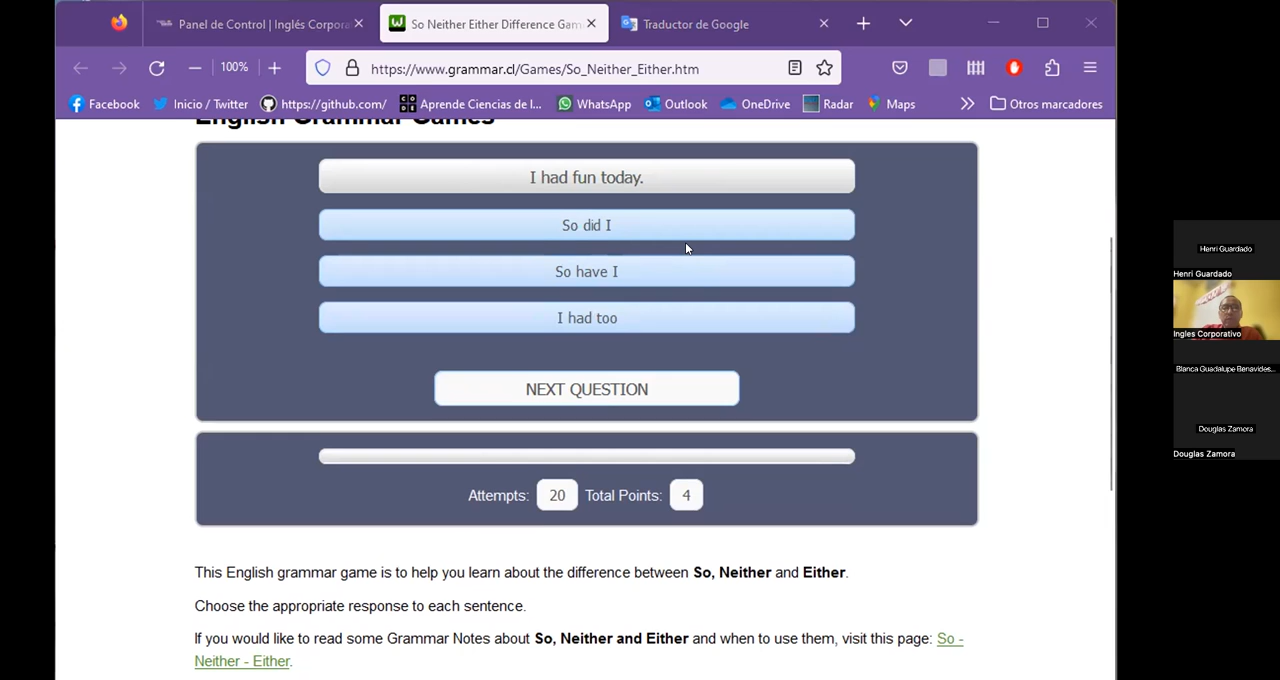 Panel de Control | Inglés Corpora
So Neither Either Difference Gam
Traductor de Google
100%
https://www.grammar.cl/Games/So_Neither_Either.htm
Facebook
Inicio / Twitter
https://github.com/
Aprende Ciencias de l...
WhatsApp
Outlook
OneDrive
Radar
Maps
Otros marcadores
English Grammar Games
I had fun today.
So did I
So have I
I had too
NEXT QUESTION
Attempts: 20 Total Points: 4
This English grammar game is to help you learn about the difference between So, Neither and Either.
Choose the appropriate response to each sentence.
If you would like to read some Grammar Notes about So, Neither and Either and when to use them, visit this page: So -
Neither - Either.
Henri Guardado
Henri Guardado
Ingles Corporativo
Blanca Guadalupe Benavides...
Douglas Zamora
Douglas Zamora